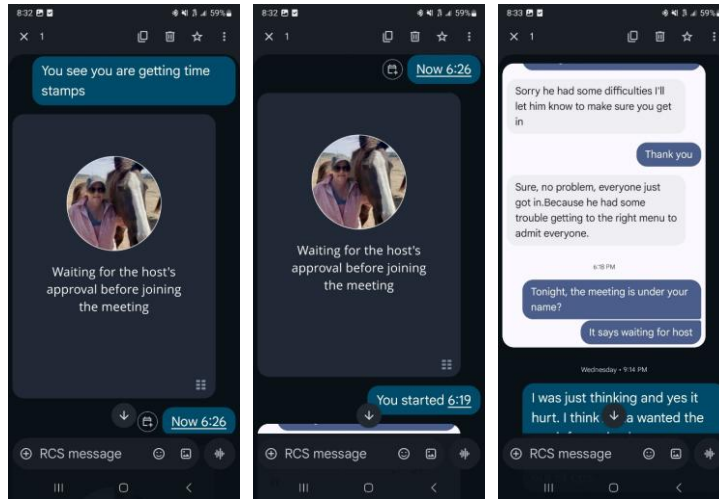 8:32
59%
1
You see you are getting time
stamps
Waiting for the host's
approval before joining
the meeting
Now 6:26
RCS message
8:32
59%
1
Now 6:26
Waiting for the host's
approval before joining
the meeting
You started 6:19
RCS message
8:33
59%
1
Sorry he had some difficulties I'll
let him know to make sure you get
in
Thank you
Sure, no problem, everyone just
got in.Because he had some
trouble getting to the right menu to
admit everyone.
6:18 PM
Tonight, the meeting is under your
name?
It says waiting for host
Wednesday • 9:14 PM
I was just thinking and yes it
hurt. I think a wanted the
RCS message